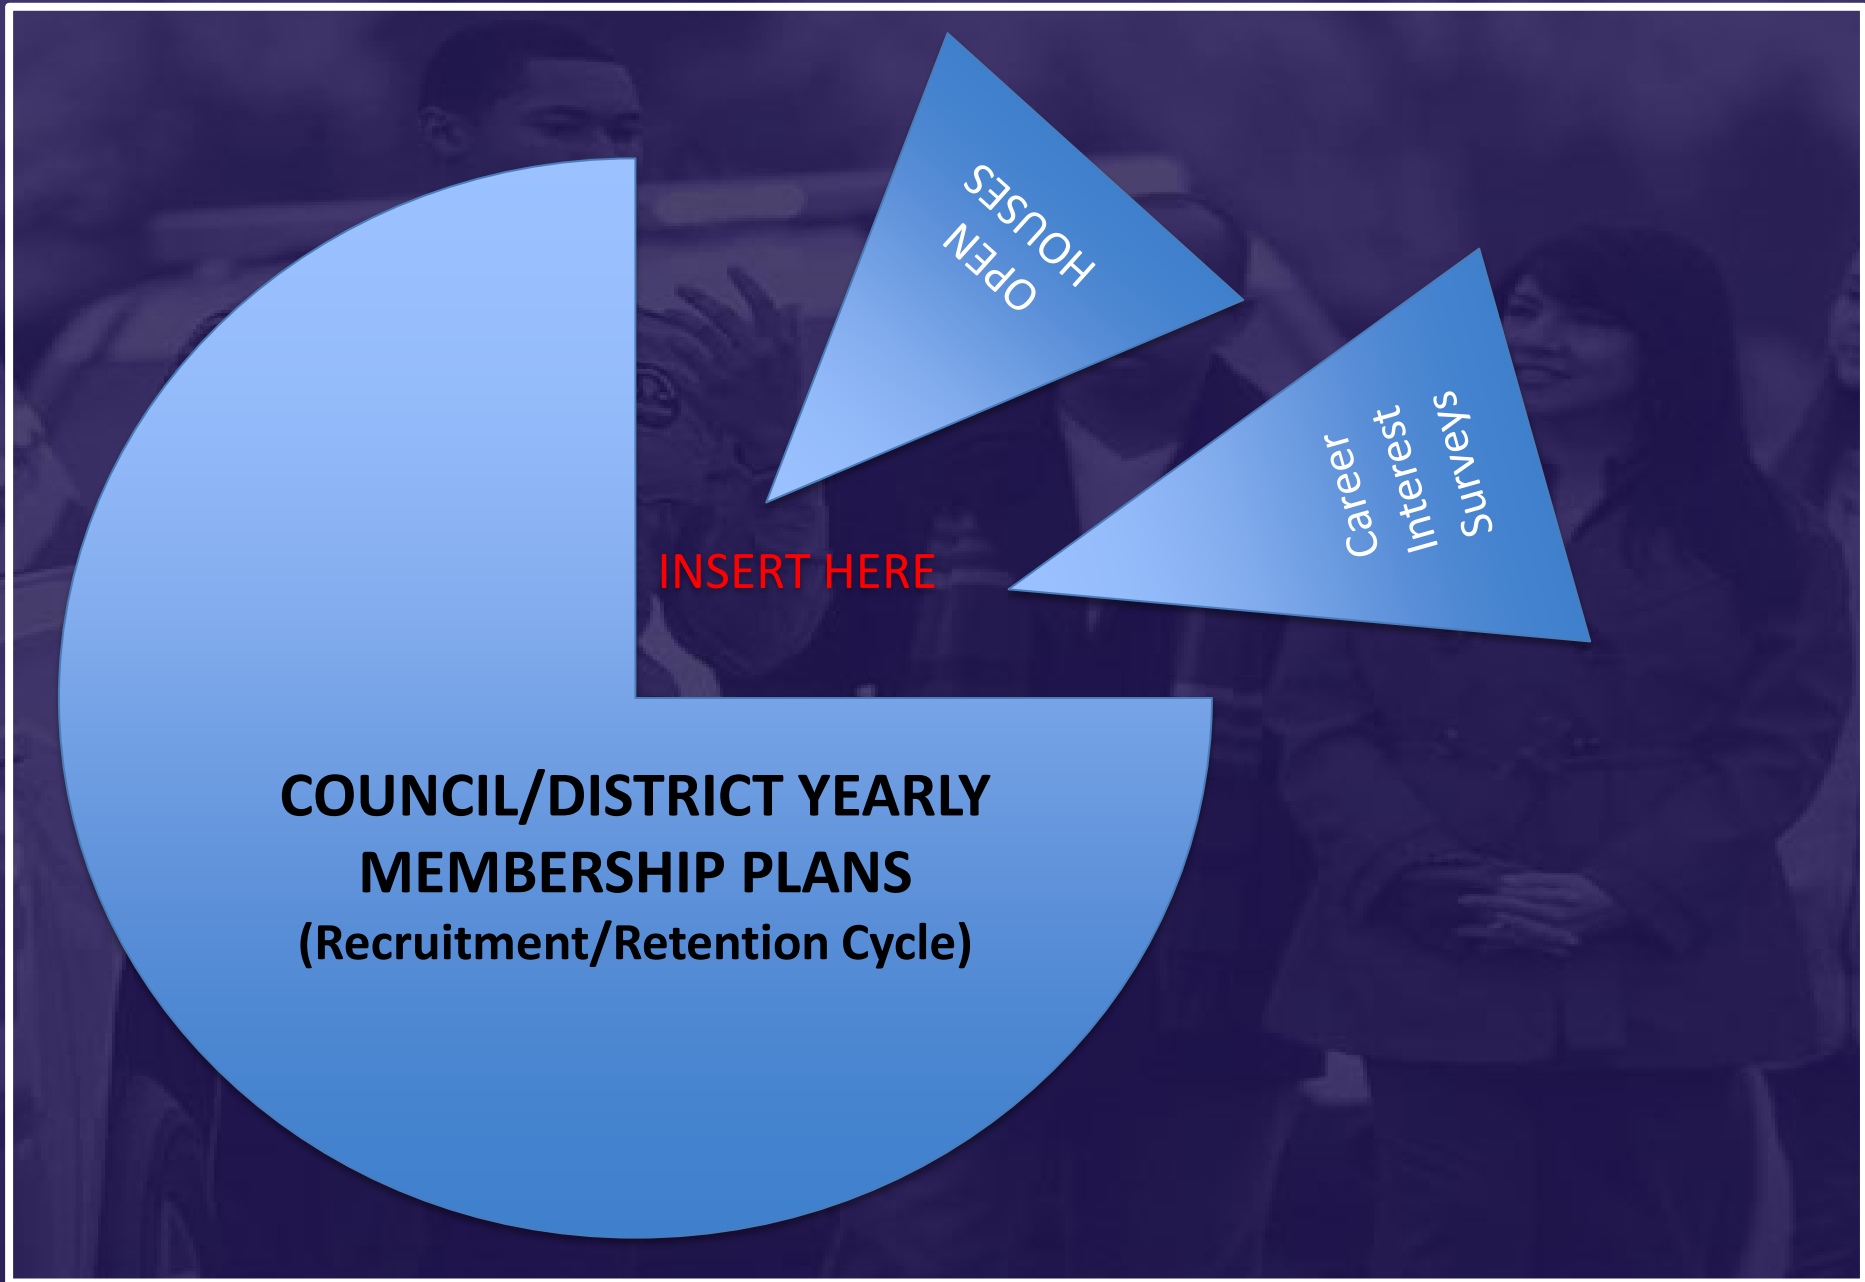 OPEN
HOUSES
Career
Interest
Surveys
INSERT HERE
COUNCIL/DISTRICT YEARLY
MEMBERSHIP PLANS
(Recruitment/Retention Cycle)